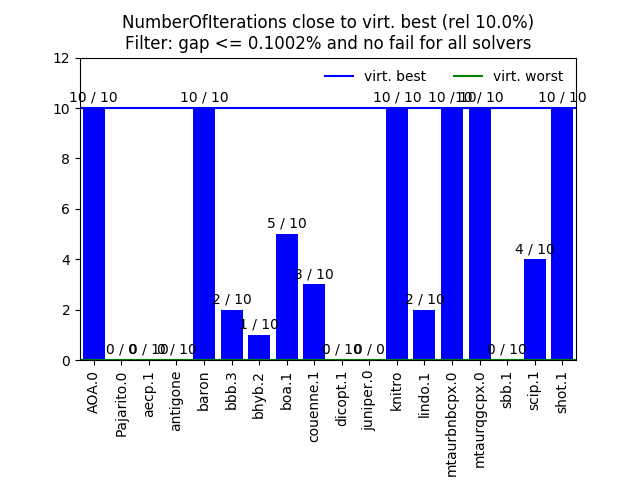 NumberOfIterations close to virt. best (rel 10.0%)
Filter: gap <= 0.1002% and no fail for all solvers
12
10
8
6
4
2
0
virt. best
virt. worst
10 / 10
0 / 0
0 / 10
0 / 10
10 / 10
2 / 10
1 / 10
5 / 10
3 / 10
0 / 10
0 / 0
10 / 10
2 / 10
10 / 10
10 / 10
0 / 10
4 / 10
10 / 10
AOA.0
Pajarito.0
aecp.1
antigone
baron
bbb.3
bhyb.2
boa.1
couenne.1
dicopt.1
juniper.0
knitro
lindo.1
mtaurbnbcpx.0
mtaurqgcpx.0
sbb.1
scip.1
shot.1